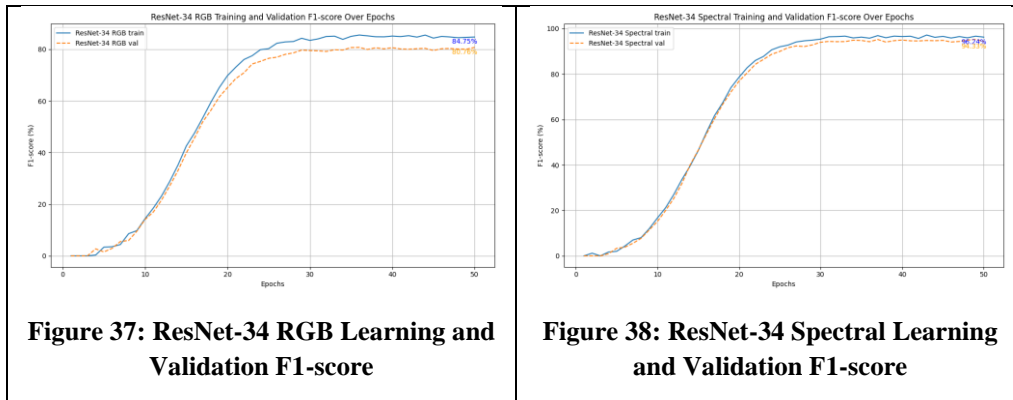 ResNet-34 RGB Training and Validation F1-score Over Epochs
ResNet-34 RGB train
ResNet-34 RGB val
F1-score (%)
80
60
40
20
0
84.75%
0
10
20
30
40
50
Epochs
Figure 37: ResNet-34 RGB Learning and
Validation F1-score
ResNet-34 Spectral Training and Validation F1-score Over Epochs
ResNet-34 Spectral train
ResNet-34 Spectral val
F1-score (%)
100
80
60
40
20
0
0
10
20
30
40
50
Epochs
Figure 38: ResNet-34 Spectral Learning
and Validation F1-score